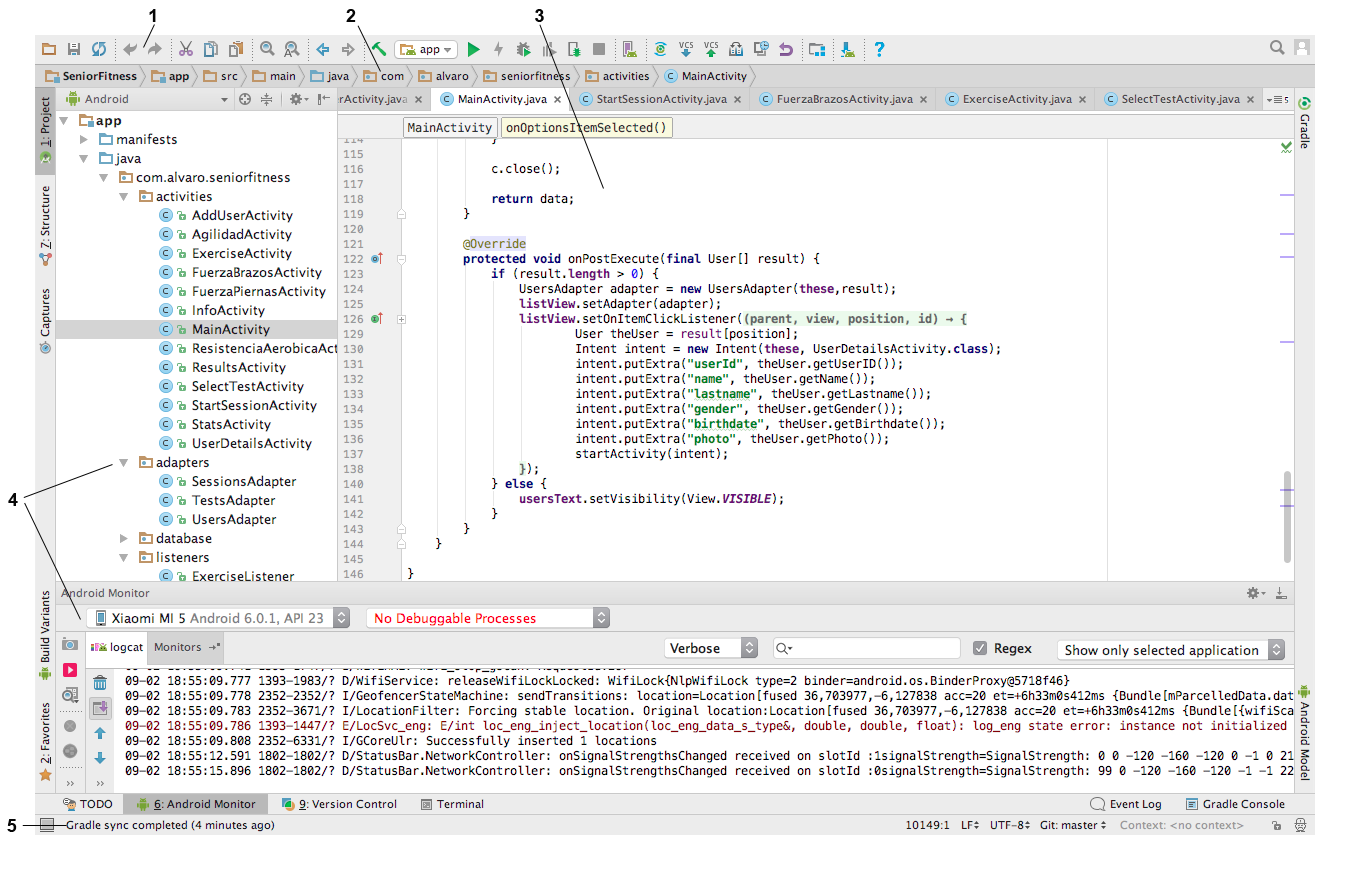 1 2 3
app
VCS VCS
SeniorFitness app src main java com alvaro seniorfitness activities MainActivity
1: Project
Android
rActivity.java MainActivity.java StartSessionActivity.java FuerzaBrazosActivity.java ExerciseActivity.java SelectTestActivity.java 5
Gradle
MainActivity onOptionsItemSelected()
app
manifests
java
com.alvaro.seniorfitness
activities
AddUserActivity
AgilidadActivity
ExerciseActivity
FuerzaBrazosActivity
FuerzaPiernasActivity
InfoActivity
MainActivity
ResistenciaAerobicaAct
ResultsActivity
SelectTestActivity
StartSessionActivity
StatsActivity
UserDetailsActivity
adapters
SessionsAdapter
TestsAdapter
UsersAdapter
database
listeners
ExerciseListener
7: Structure
Captures
4
114 }
115
116 c.close();
117
118 return data;
119 }
120
121 @Override
122 protected void onPostExecute(final User[] result) {
123 if (result.length > 0) {
124 UsersAdapter adapter = new UsersAdapter(these,result);
125 listView.setAdapter(adapter);
126 listView.setOnItemClickListener((parent, view, position, id) → {
129 User theUser = result[position];
130 Intent intent = new Intent(these, UserDetailsActivity.class);
131 intent.putExtra("userId", theUser.getUserID());
132 intent.putExtra("name", theUser.getName());
133 intent.putExtra("lastname", theUser.getLastname());
134 intent.putExtra("gender", theUser.getGender());
135 intent.putExtra("birthdate", theUser.getBirthdate());
136 intent.putExtra("photo", theUser.getPhoto());
137 startActivity(intent);
138 });
140 } else {
141 usersText.setVisibility(View.VISIBLE);
142 }
143 }
144 }
145
146 }
Android Monitor
Xiaomi MI 5 Android 6.0.1, API 23 No Debuggable Processes
logcat Monitors Verbose Regex Show only selected application
Build Variants
2: Favorites
Android Model
09-02 18:55:09.777 1393-1983/? D/WifiService: releaseWifiLockLocked: WifiLock{NlpWifiLock type=2 binder=android.os.BinderProxy@5718f46}
09-02 18:55:09.778 2352-2352/? I/GeofencerStateMachine: sendTransitions: location=Location[fused 36,703977,-6,127838 acc=20 et=+6h33m0s412ms {Bundle[mParcelledData.dat
09-02 18:55:09.783 2352-3671/? I/LocationFilter: Forcing stable location. Original location:Location[fused 36,703977,-6,127838 acc=20 et=+6h33m0s412ms {Bundle[{wifiSca
09-02 18:55:09.786 1393-1447/? E/LocSvc_eng: E/int loc_eng_inject_location(loc_eng_data_s_type&, double, double, float): log_eng state error: instance not initialized
09-02 18:55:09.808 2352-6331/? I/GCoreUlr: Successfully inserted 1 locations
09-02 18:55:12.591 1802-1802/? D/StatusBar.NetworkController: onSignalStrengthsChanged received on slotId :1signalStrength=SignalStrength: 0 0 -120 -160 -120 0 -1 0 21
09-02 18:55:15.896 1802-1802/? D/StatusBar.NetworkController: onSignalStrengthsChanged received on slotId :0signalStrength=SignalStrength: 99 0 -120 -160 -120 -1 -1 22
TODO 6: Android Monitor 9: Version Control Terminal Event Log Gradle Console
5 Gradle sync completed (4 minutes ago) 10149:1 LF UTF-8 Git: master Context: <no context>